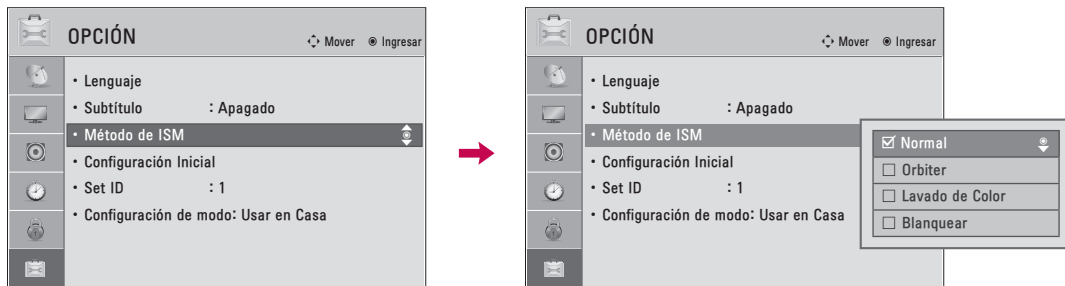 OPCIÓN
Mover Ingresar
• Lenguaje
• Subtítulo : Apagado
• Método de ISM
• Configuración Inicial
• Set ID : 1
• Configuración de modo: Usar en Casa
OPCIÓN
Mover Ingresar
• Lenguaje
• Subtítulo : Apagado
• Método de ISM
• Configuración Inicial
• Set ID : 1
• Configuración de modo: Usar en Casa
Normal
Orbiter
Lavado de Color
Blanquear